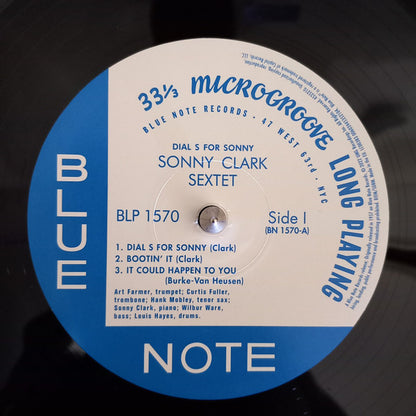 33⅓ MICROGROOVE LONG PLAYING
BLUE NOTE RECORDS • 47 WEST 63rd • NYC
DIAL S FOR SONNY
SONNY CLARK
SEXTET
BLP 1570
Side I
(BN 1570-A)
1. DIAL S FOR SONNY (Clark)
2. BOOTIN' IT (Clark)
3. IT COULD HAPPEN TO YOU
(Burke-Van Heusen)
Art Farmer, trumpet; Curtis Fuller,
trombone; Hank Mobley, tenor sax;
Sonny Clark, piano; Wilbur Ware,
bass; Louis Hayes, drums.
BLUE
NOTE